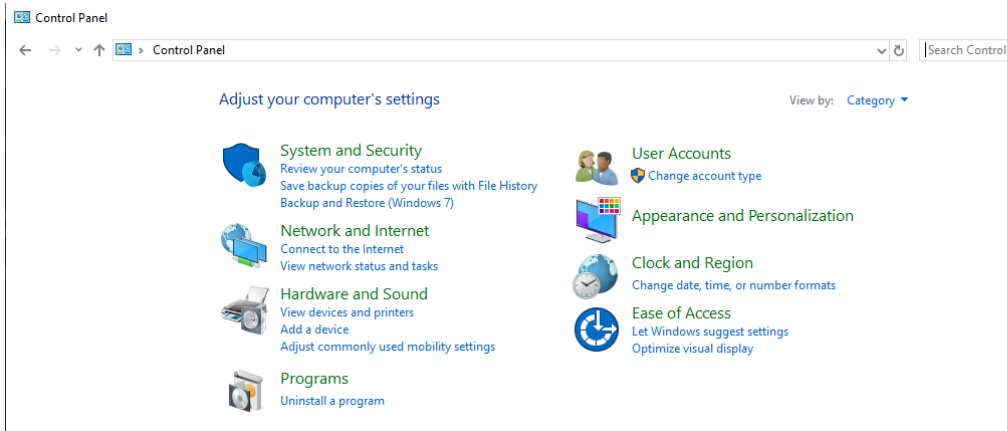 Control Panel
Control Panel
Search Control
Adjust your computer's settings
View by: Category
System and Security
Review your computer's status
Save backup copies of your files with File History
Backup and Restore (Windows 7)
Network and Internet
Connect to the Internet
View network status and tasks
Hardware and Sound
View devices and printers
Add a device
Adjust commonly used mobility settings
Programs
Uninstall a program
User Accounts
Change account type
Appearance and Personalization
Clock and Region
Change date, time, or number formats
Ease of Access
Let Windows suggest settings
Optimize visual display